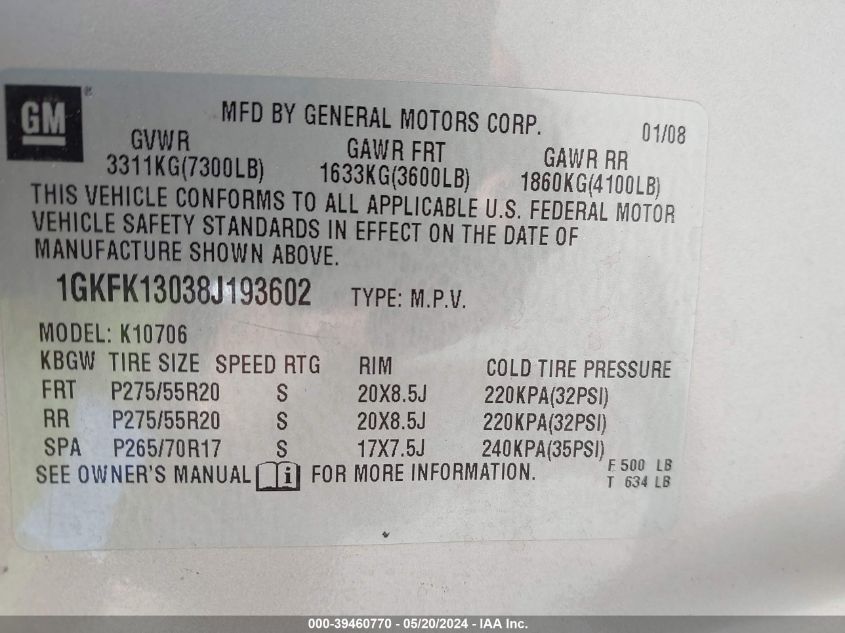 GM ®
MFD BY GENERAL MOTORS CORP. 01/08
GVWR GAWR FRT GAWR RR
3311KG(7300LB) 1633KG(3600LB) 1860KG(4100LB)
THIS VEHICLE CONFORMS TO ALL APPLICABLE U.S. FEDERAL MOTOR
VEHICLE SAFETY STANDARDS IN EFFECT ON THE DATE OF
MANUFACTURE SHOWN ABOVE.
1GKFK13038J193602 TYPE: M.P.V.
MODEL: K10706
KBGW TIRE SIZE SPEED RTG RIM COLD TIRE PRESSURE
FRT P275/55R20 S 20X8.5J 220KPA(32PSI)
RR P275/55R20 S 20X8.5J 220KPA(32PSI)
SPA P265/70R17 S 17X7.5J 240KPA(35PSI)
SEE OWNER'S MANUAL i FOR MORE INFORMATION. F 500 LB
T 634 LB
000-39460770 - 05/20/2024 - IAA Inc.